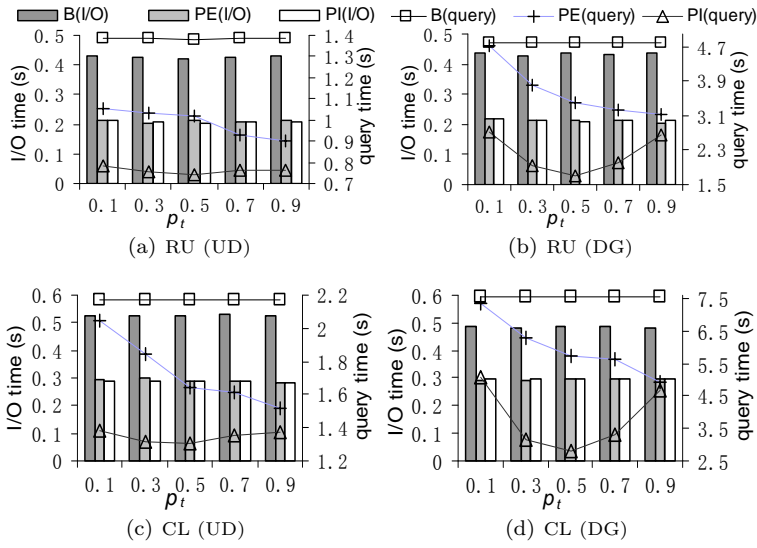 B(I/O) PE(I/O) PI(I/O) B(query) PE(query) PI(query)
I/O time (s)
0.5
0.4
0.3
0.2
0.1
0
1.4
1.3
1.2
1.1
1
0.9
0.8
0.7
query time (s)
0.1 0.3 0.5 0.7 0.9
pt
(a) RU (UD)
I/O time (s)
0.5
0.4
0.3
0.2
0.1
0
4.7
3.9
3.1
2.3
1.5
query time (s)
0.1 0.3 0.5 0.7 0.9
pt
(b) RU (DG)
I/O time (s)
0.6
0.5
0.4
0.3
0.2
0.1
0
2.2
2
1.8
1.6
1.4
1.2
query time (s)
0.1 0.3 0.5 0.7 0.9
pt
(c) CL (UD)
I/O time (s)
0.6
0.5
0.4
0.3
0.2
0.1
0
7.5
6.5
5.5
4.5
3.5
2.5
query time (s)
0.1 0.3 0.5 0.7 0.9
pt
(d) CL (DG)